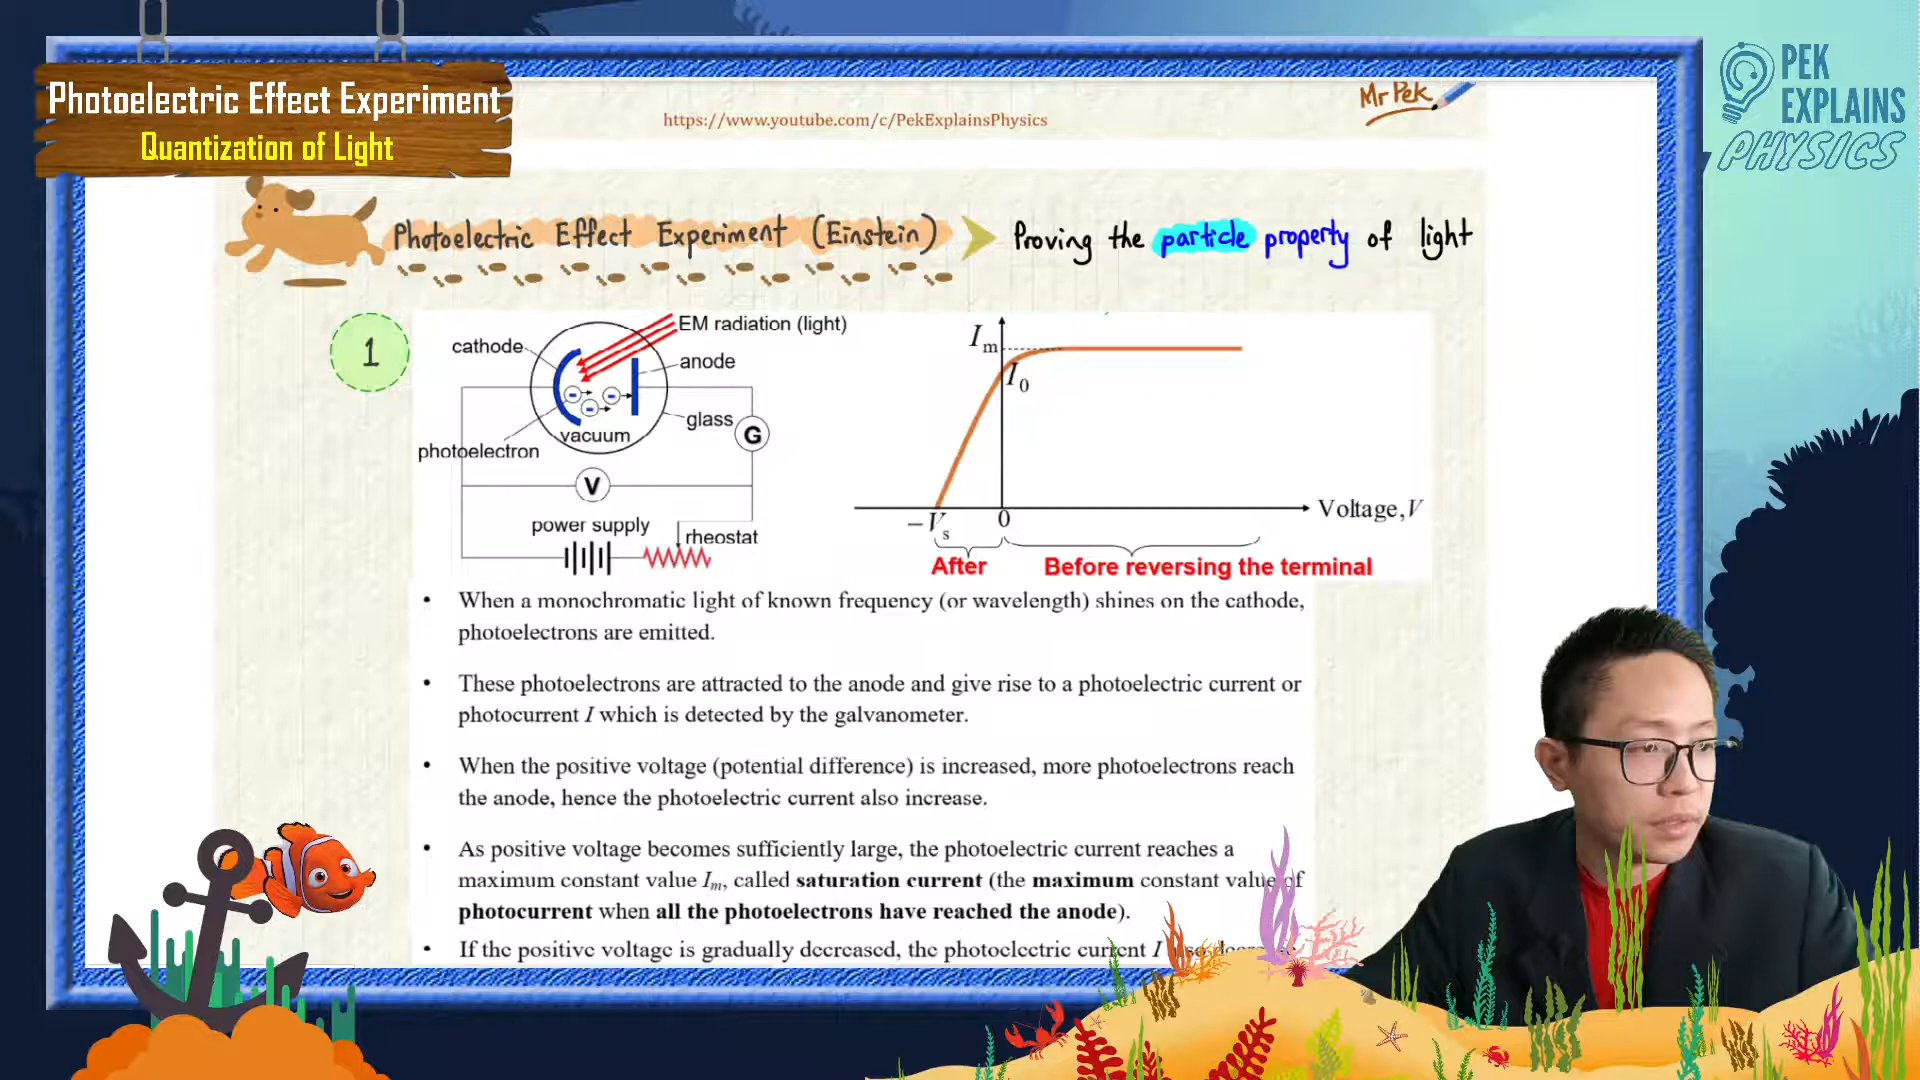 Photoelectric Effect Experiment
Quantization of Light
https://www.youtube.com/c/PekExplainsPhysics
Mr Pek
PEK
EXPLAINS
PHYSICS
Photoelectric Effect Experiment (Einstein)
Proving the particle property of light
1
EM radiation (light)
cathode
anode
glass
G
vacuum
photoelectron
V
power supply
rheostat
Im
I0
Voltage, V
−Vs
0
After
Before reversing the terminal
• When a monochromatic light of known frequency (or wavelength) shines on the cathode,
photoelectrons are emitted.
• These photoelectrons are attracted to the anode and give rise to a photoelectric current or
photocurrent I which is detected by the galvanometer.
• When the positive voltage (potential difference) is increased, more photoelectrons reach
the anode, hence the photoelectric current also increase.
• As positive voltage becomes sufficiently large, the photoelectric current reaches a
maximum constant value Im, called saturation current (the maximum constant value of
photocurrent when all the photoelectrons have reached the anode).
• If the positive voltage is gradually decreased, the photoelectric current I